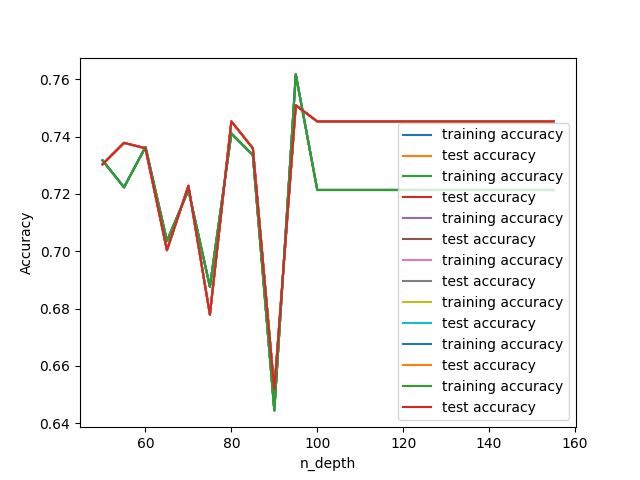 0.76
0.74
0.72
0.70
0.68
0.66
0.64
Accuracy
60
80
100
120
140
160
n_depth
training accuracy
test accuracy
training accuracy
test accuracy
training accuracy
test accuracy
training accuracy
test accuracy
training accuracy
test accuracy
training accuracy
test accuracy
training accuracy
test accuracy